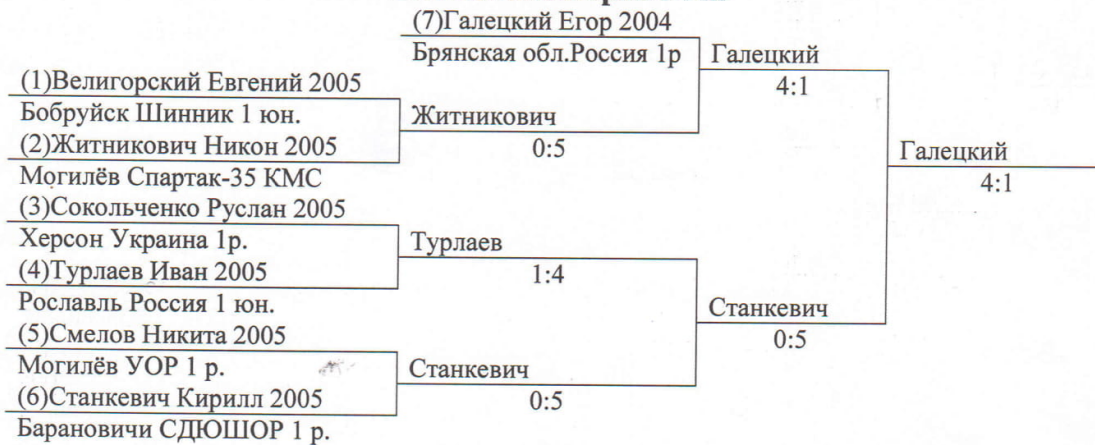 (7)Галецкий Егор 2004
Брянская обл.Россия 1р
Галецкий
4:1
(1)Велигорский Евгений 2005
Бобруйск Шинник 1 юн.
Житникович
(2)Житникович Никон 2005
0:5
Галецкий
Могилёв Спартак-35 КМС
4:1
(3)Сокольченко Руслан 2005
Херсон Украина 1р.
Турлаев
(4)Турлаев Иван 2005
1:4
Рославль Россия 1 юн.
Станкевич
(5)Смелов Никита 2005
0:5
Могилёв УОР 1 р.
Станкевич
(6)Станкевич Кирилл 2005
0:5
Барановичи СДЮШОР 1 р.